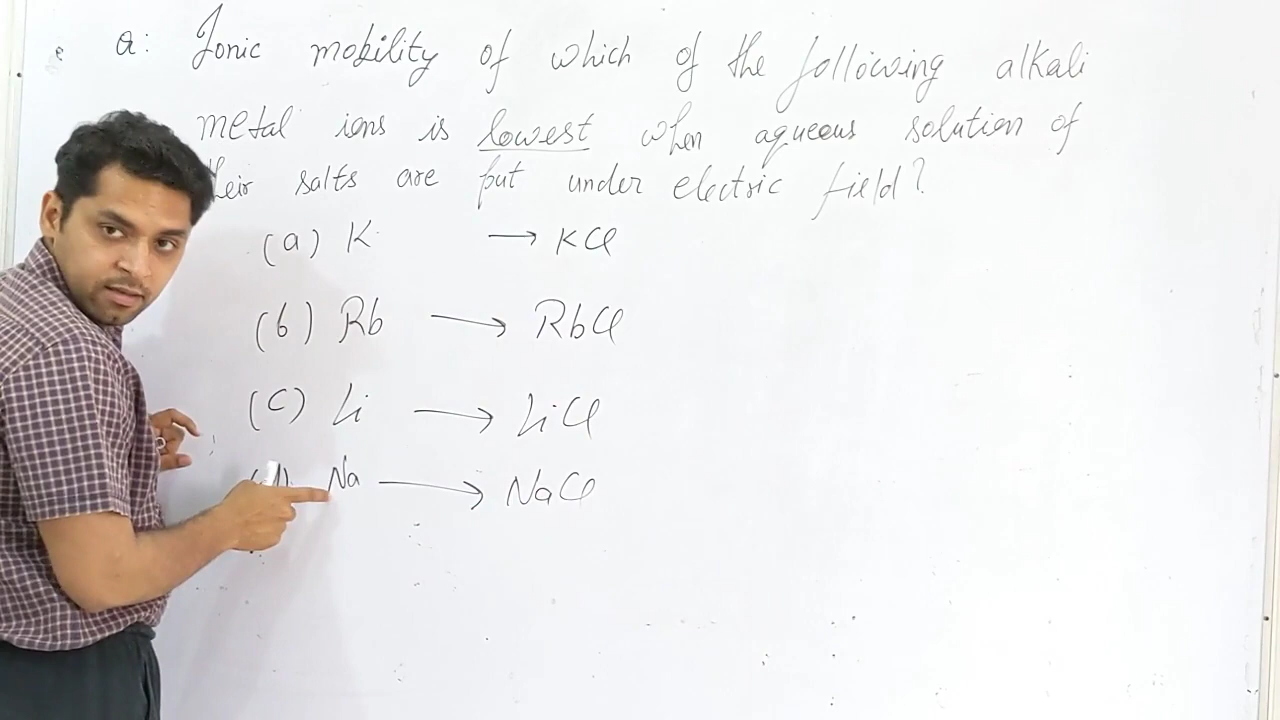 Q: Ionic mobility of which of the following alkali
metal ions is lowest when aqueous solution of
their salts are put under electric field?
(a) K → KCl
(b) Rb → RbCl
(c) Li → LiCl
(d) Na → NaCl